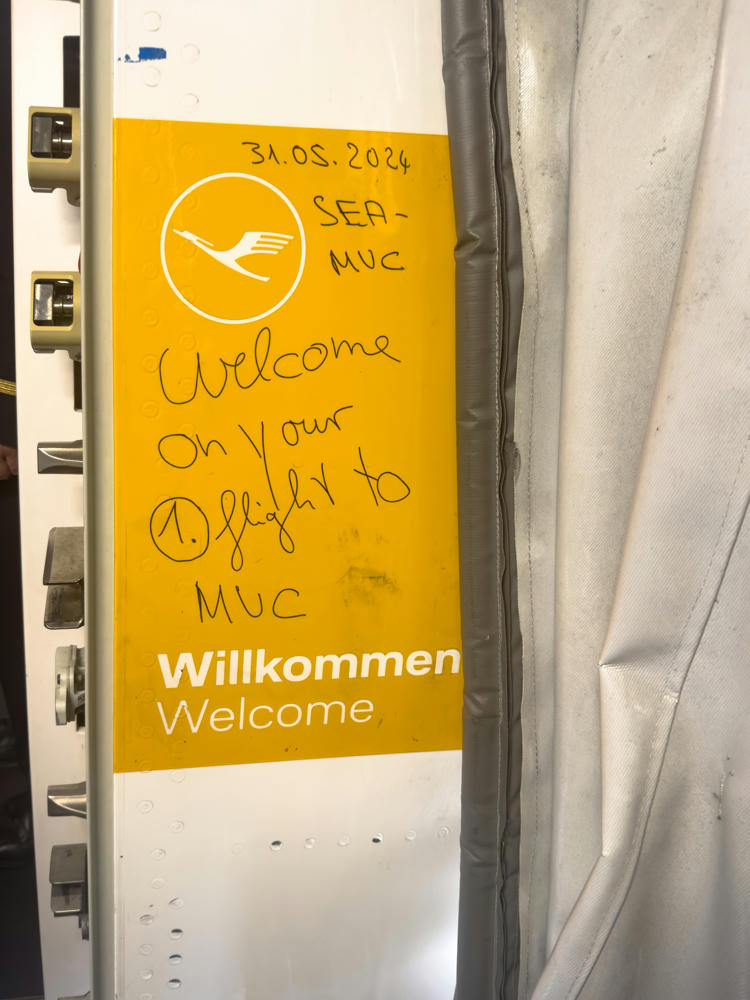 31.05.2024
SEA-
MUC
Welcome
on your
1. flight to
MUC
Willkommen
Welcome